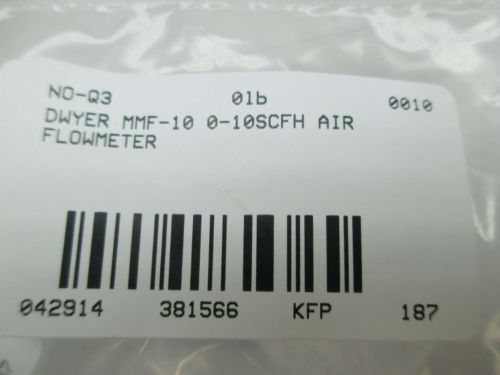 NO-Q3 01b 0010
DWYER MMF-10 0-10SCFH AIR
FLOWMETER
042914 381566 KFP 187